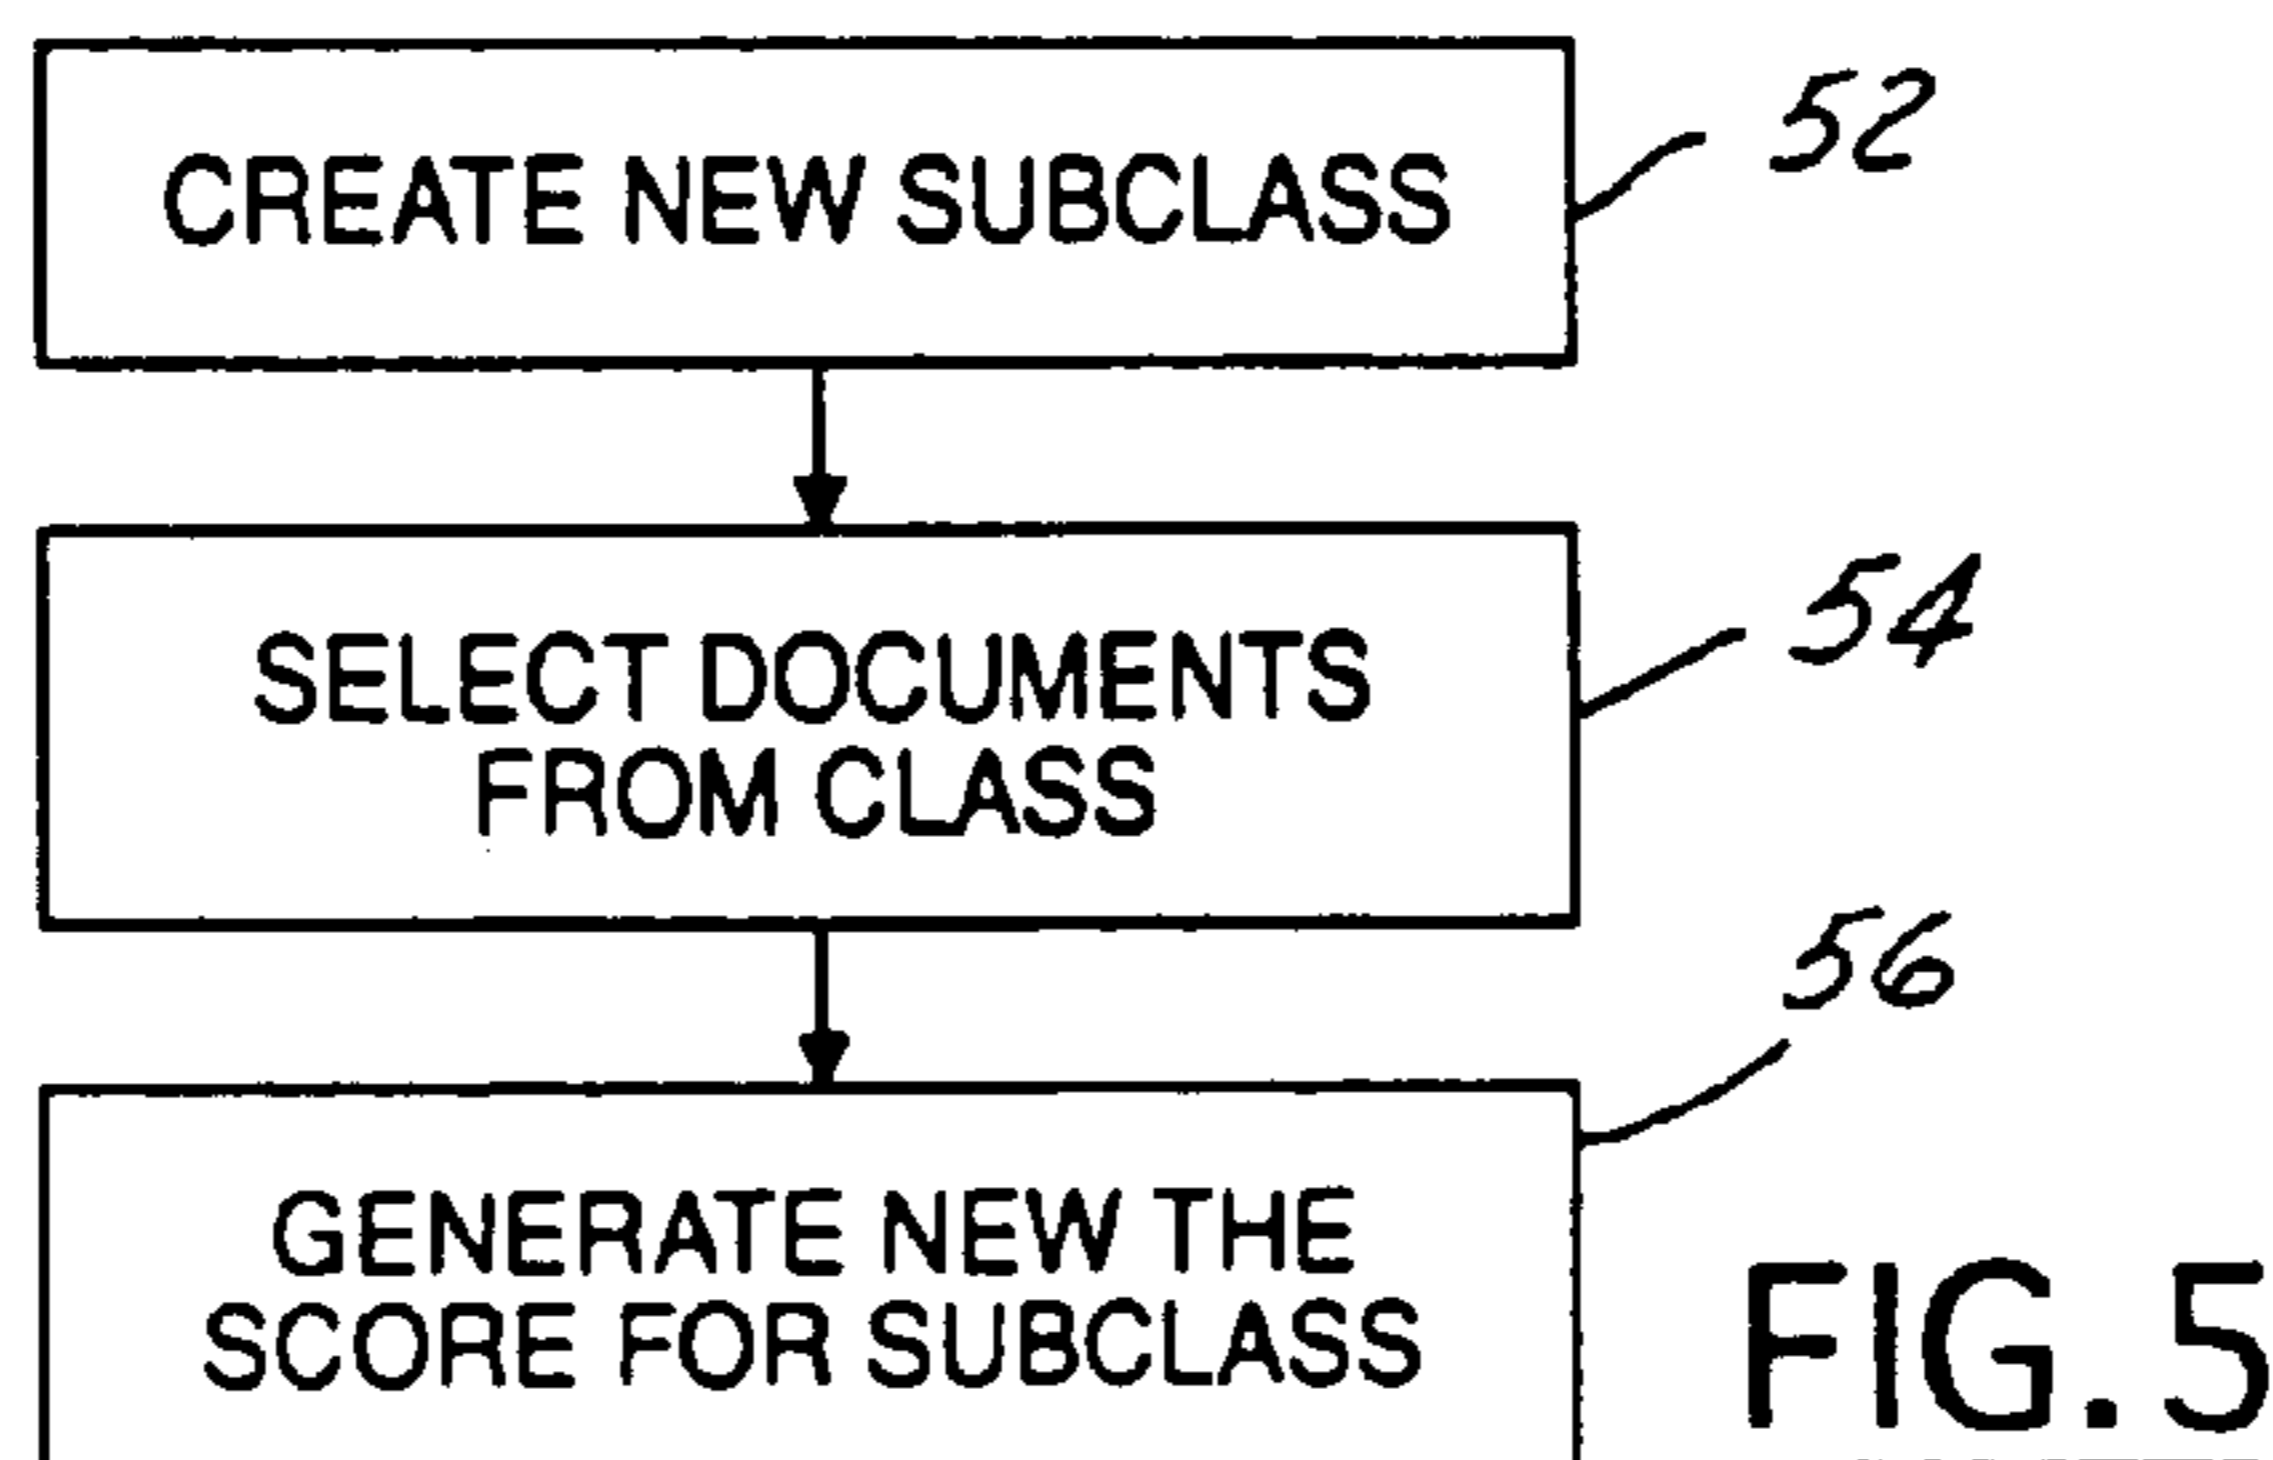 CREATE NEW SUBCLASS
52
SELECT DOCUMENTS
FROM CLASS
54
56
GENERATE NEW THE
SCORE FOR SUBCLASS
FIG.5